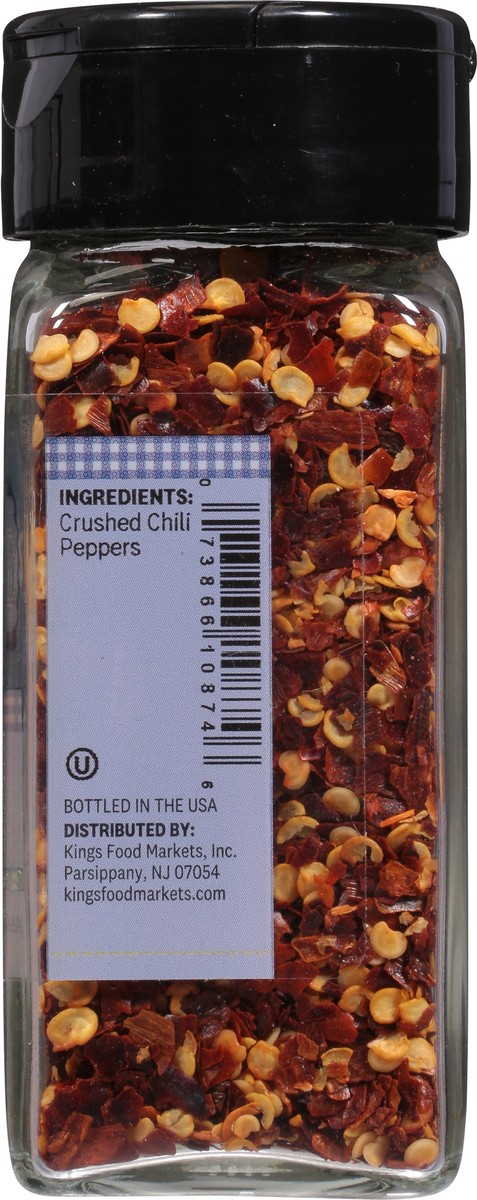 INGREDIENTS:
Crushed Chili
Peppers
0 73866 10874 6
U
BOTTLED IN THE USA
DISTRIBUTED BY:
Kings Food Markets, Inc.
Parsippany, NJ 07054
kingsfoodmarkets.com